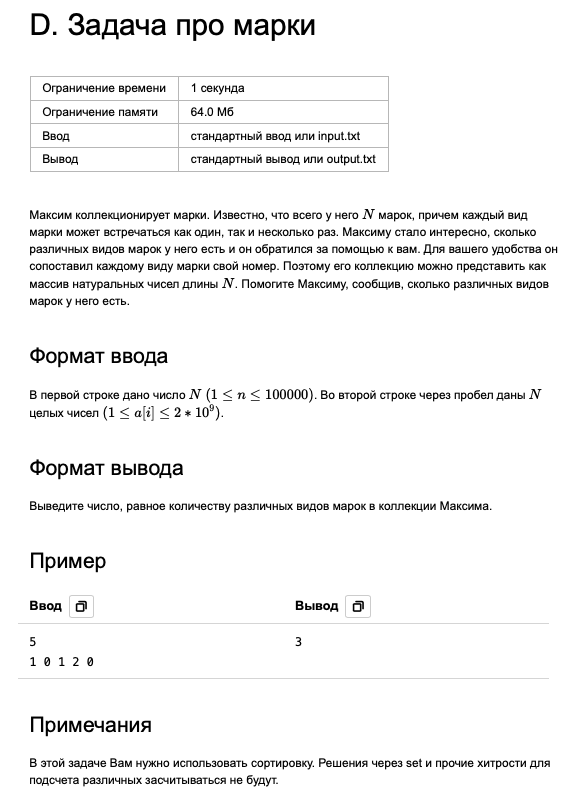 D. Задача про марки
Ограничение времени 1 секунда
Ограничение памяти 64.0 Мб
Ввод стандартный ввод или input.txt
Вывод стандартный вывод или output.txt
Максим коллекционирует марки. Известно, что всего у него N марок, причем каждый вид
марки может встречаться как один, так и несколько раз. Максиму стало интересно, сколько
различных видов марок у него есть и он обратился за помощью к вам. Для вашего удобства он
сопоставил каждому виду марки свой номер. Поэтому его коллекцию можно представить как
массив натуральных чисел длины N. Помогите Максиму, сообщив, сколько различных видов
марок у него есть.
Формат ввода
В первой строке дано число N (1 ≤ n ≤ 100000). Во второй строке через пробел даны N
целых чисел (1 ≤ a[i] ≤ 2 * 10⁹).
Формат вывода
Выведите число, равное количеству различных видов марок в коллекции Максима.
Пример
Ввод Вывод
5 3
1 0 1 2 0
Примечания
В этой задаче Вам нужно использовать сортировку. Решения через set и прочие хитрости для
подсчета различных засчитываться не будут.